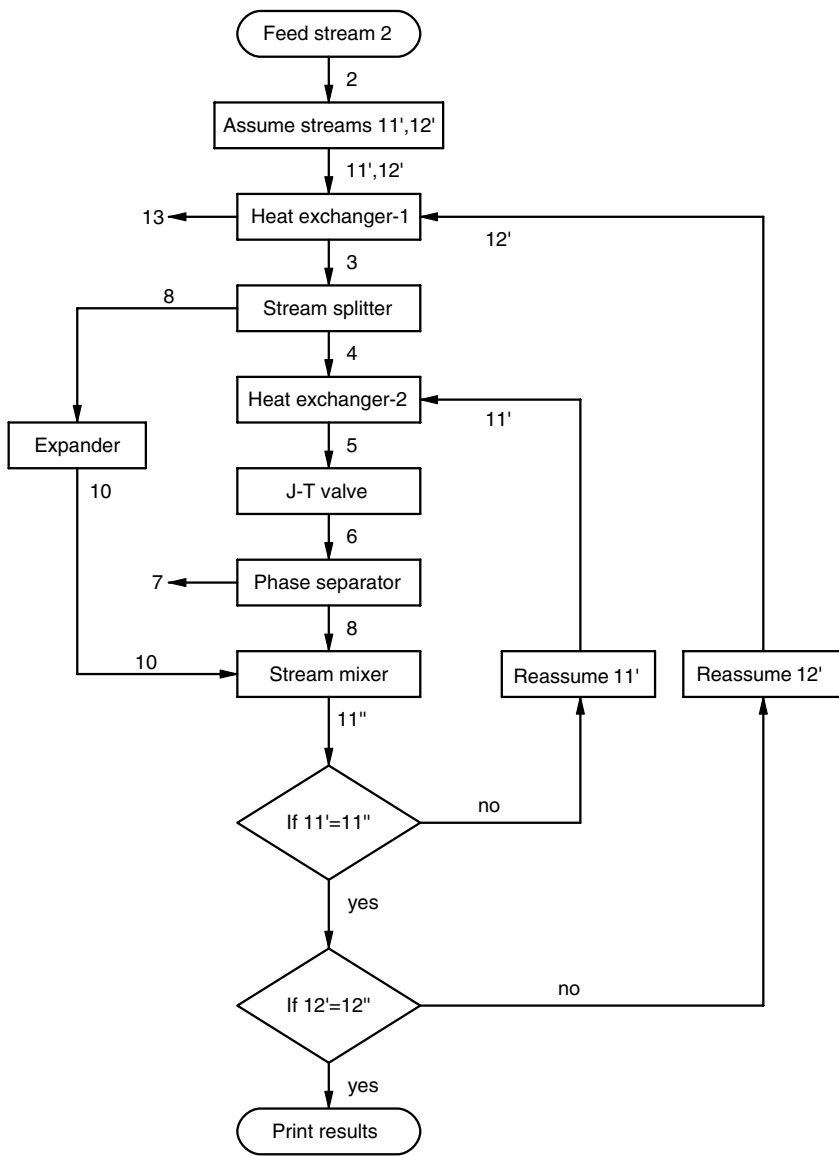 Feed stream 2
2
Assume streams 11',12'
11',12'
13
Heat exchanger-1
12'
3
8
Stream splitter
4
Heat exchanger-2
11'
Expander
5
10
J-T valve
6
7
Phase separator
8
10
Stream mixer
Reassume 11'
Reassume 12'
11"
If 11'=11"
no
yes
If 12'=12"
no
yes
Print results